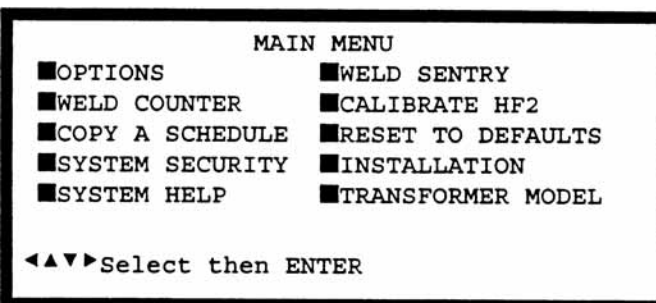 MAIN MENU
■OPTIONS ■WELD SENTRY
■WELD COUNTER ■CALIBRATE HF2
■COPY A SCHEDULE ■RESET TO DEFAULTS
■SYSTEM SECURITY ■INSTALLATION
■SYSTEM HELP ■TRANSFORMER MODEL
◄▲▼►Select then ENTER